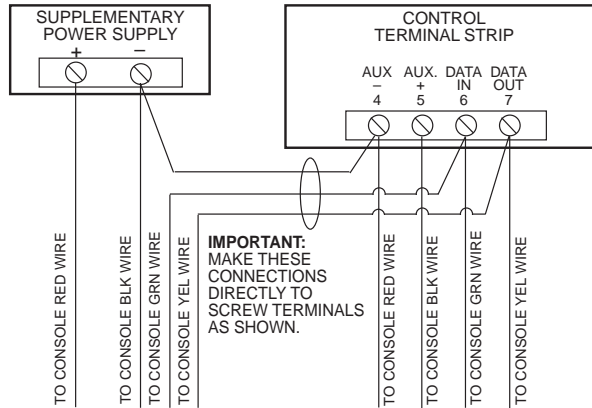 SUPPLEMENTARY
POWER SUPPLY
+ –
CONTROL
TERMINAL STRIP
AUX AUX. DATA DATA
– + IN OUT
4 5 6 7
IMPORTANT:
MAKE THESE
CONNECTIONS
DIRECTLY TO
SCREW TERMINALS
AS SHOWN.
TO CONSOLE RED WIRE
TO CONSOLE BLK WIRE
TO CONSOLE GRN WIRE
TO CONSOLE YEL WIRE
TO CONSOLE RED WIRE
TO CONSOLE BLK WIRE
TO CONSOLE GRN WIRE
TO CONSOLE YEL WIRE